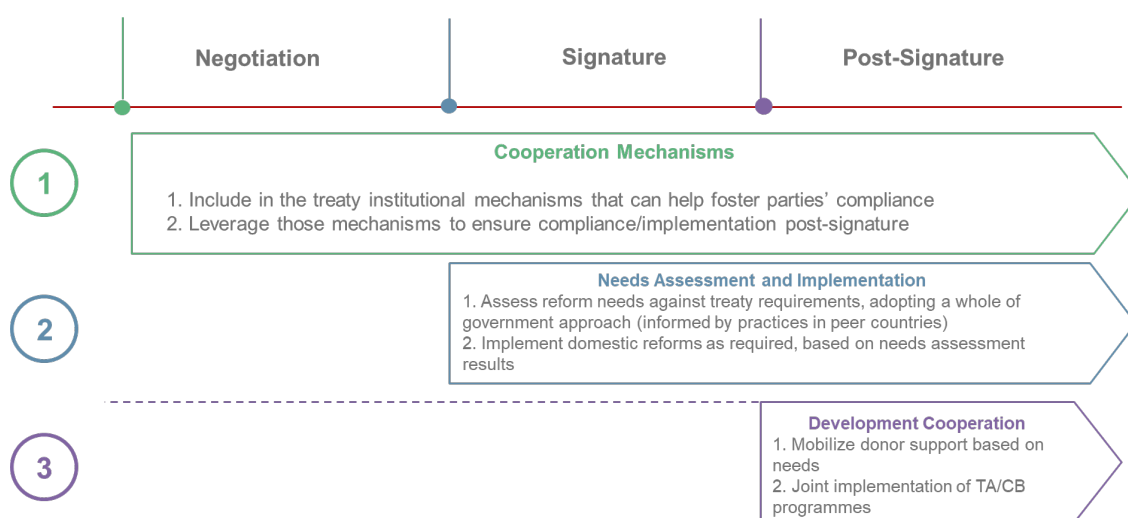 Negotiation
Signature
Post-Signature
1
Cooperation Mechanisms
1. Include in the treaty institutional mechanisms that can help foster parties’ compliance
2. Leverage those mechanisms to ensure compliance/implementation post-signature
2
Needs Assessment and Implementation
1. Assess reform needs against treaty requirements, adopting a whole of
government approach (informed by practices in peer countries)
2. Implement domestic reforms as required, based on needs assessment
results
3
Development Cooperation
1. Mobilize donor support based on
needs
2. Joint implementation of TA/CB
programmes